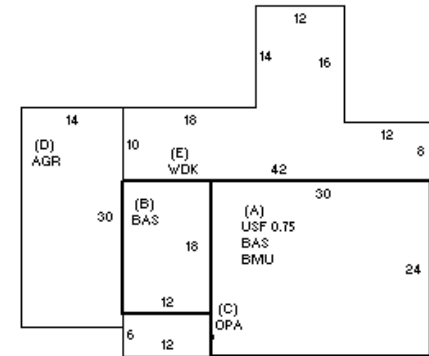 12
14
16
14
18
12
(D)
AGR
10
(E)
WDK
8
42
30
(B)
BAS
(A)
USF 0.75
BAS
BMU
30
18
24
12
(C)
OPA
6
12